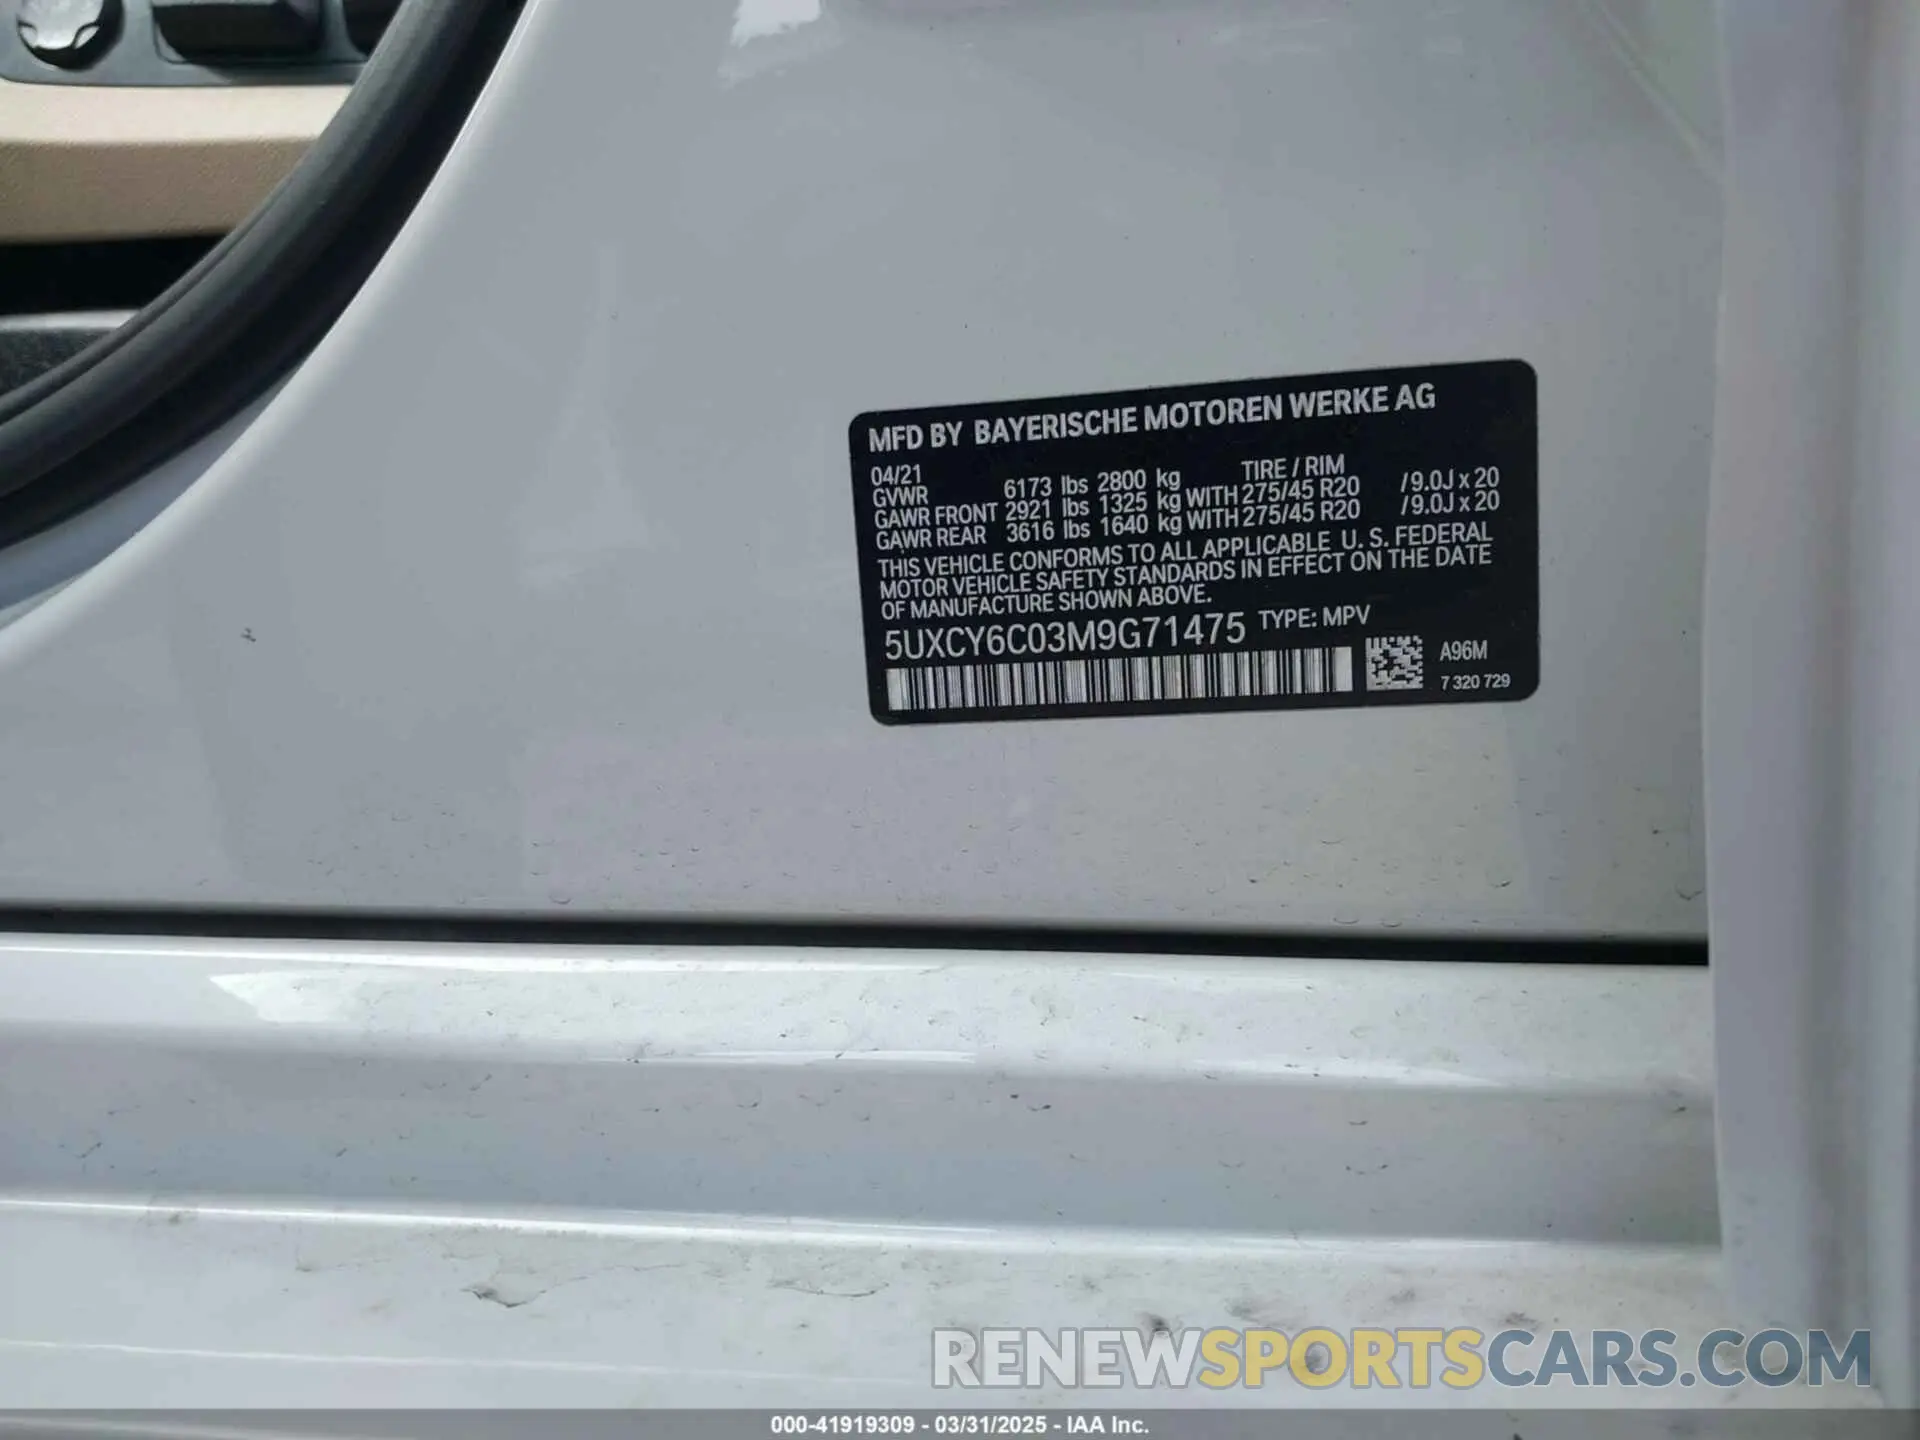 MFD BY BAYERISCHE MOTOREN WERKE AG
04/21 TIRE / RIM
GVWR 6173 lbs 2800 kg
GAWR FRONT 2921 lbs 1325 kg WITH 275/45 R20 /9.0J x 20
GAWR REAR 3616 lbs 1640 kg WITH 275/45 R20 /9.0J x 20
THIS VEHICLE CONFORMS TO ALL APPLICABLE U. S. FEDERAL
MOTOR VEHICLE SAFETY STANDARDS IN EFFECT ON THE DATE
OF MANUFACTURE SHOWN ABOVE.
5UXCY6C03M9G71475 TYPE: MPV
A96M
7 320 729
RENEWSPORTSCARS.COM
000-41919309 - 03/31/2025 - IAA Inc.